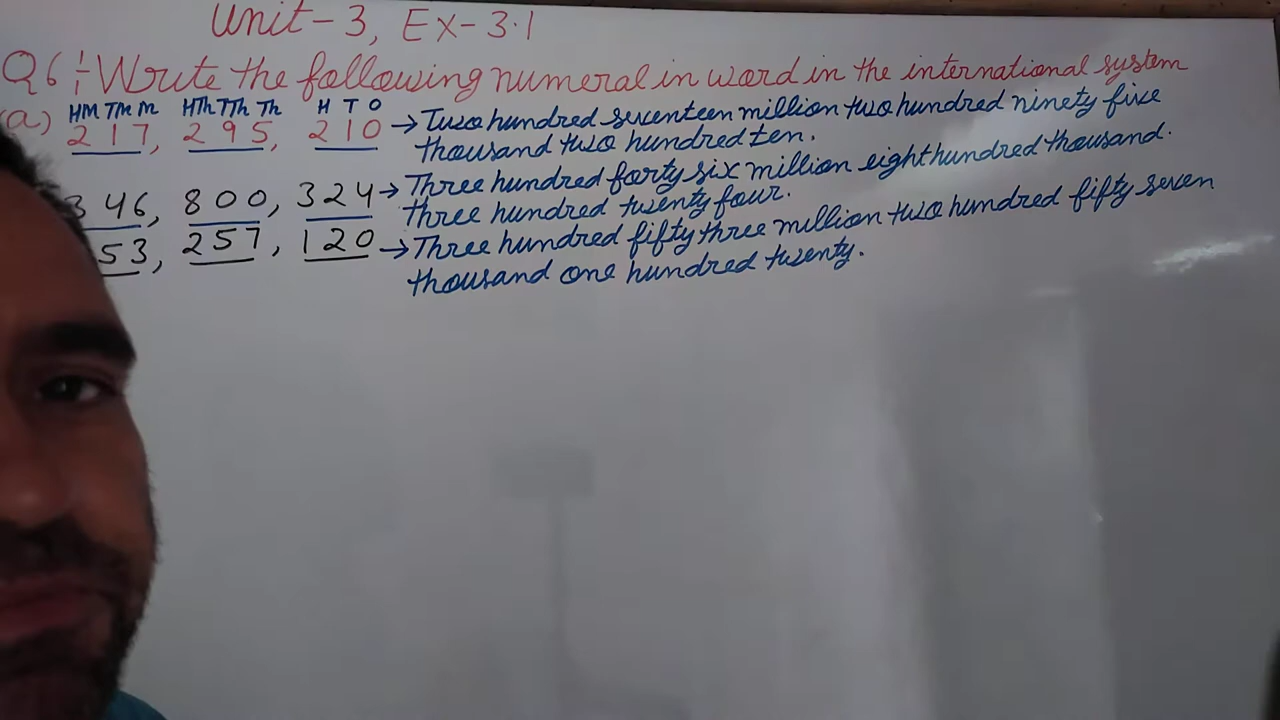 Unit-3, Ex-3.1
Q6:- Write the following numeral in word in the international system
HM TM M HTh TTh Th H T O
(a) 217, 295, 210 → Two hundred seventeen million two hundred ninety five
thousand two hundred ten.
346, 800, 324 → Three hundred forty six million eight hundred thousand.
three hundred twenty four.
53, 257, 120 → Three hundred fifty three million two hundred fifty seven
thousand one hundred twenty.